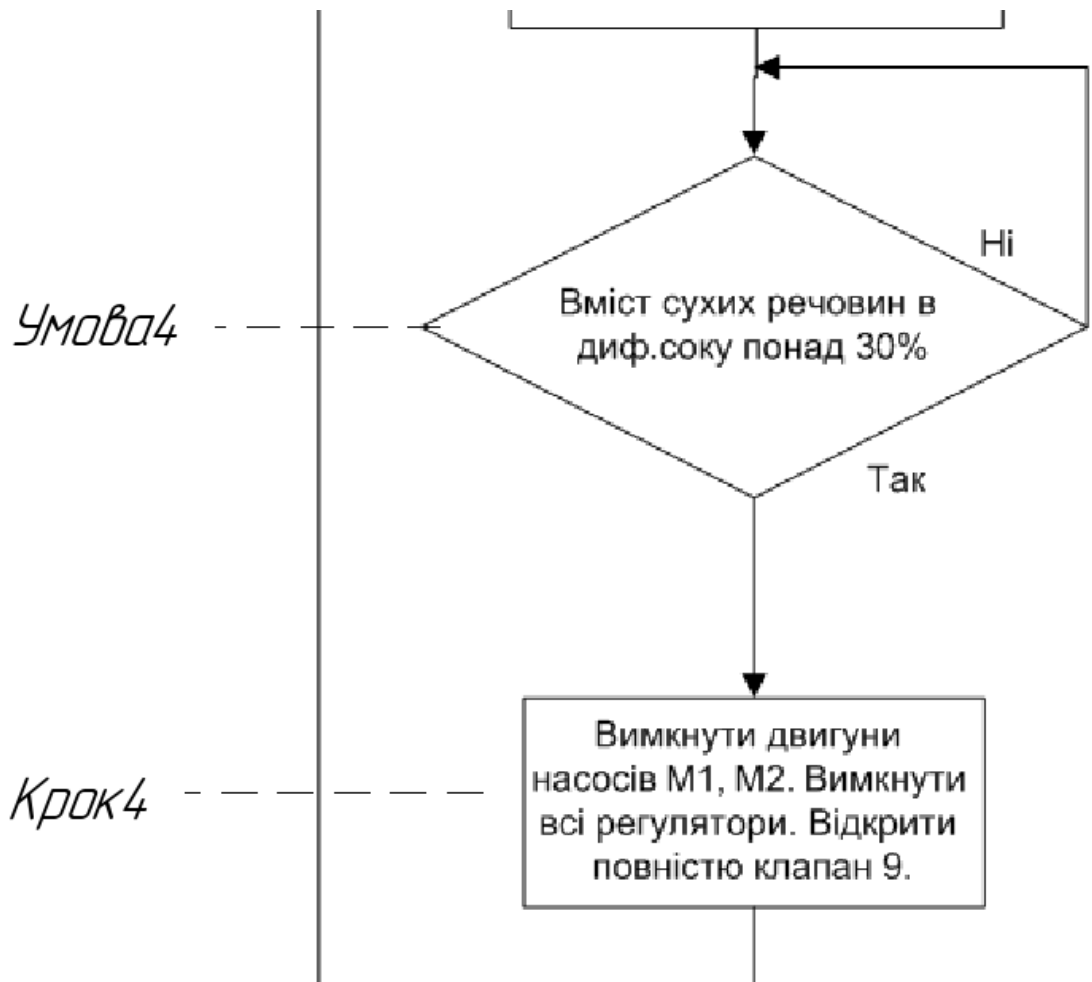 Ні
Умова4
Вміст сухих речовин в
диф.соку понад 30%
Так
Крок4
Вимкнути двигуни
насосів М1, М2. Вимкнути
всі регулятори. Відкрити
повністю клапан 9.